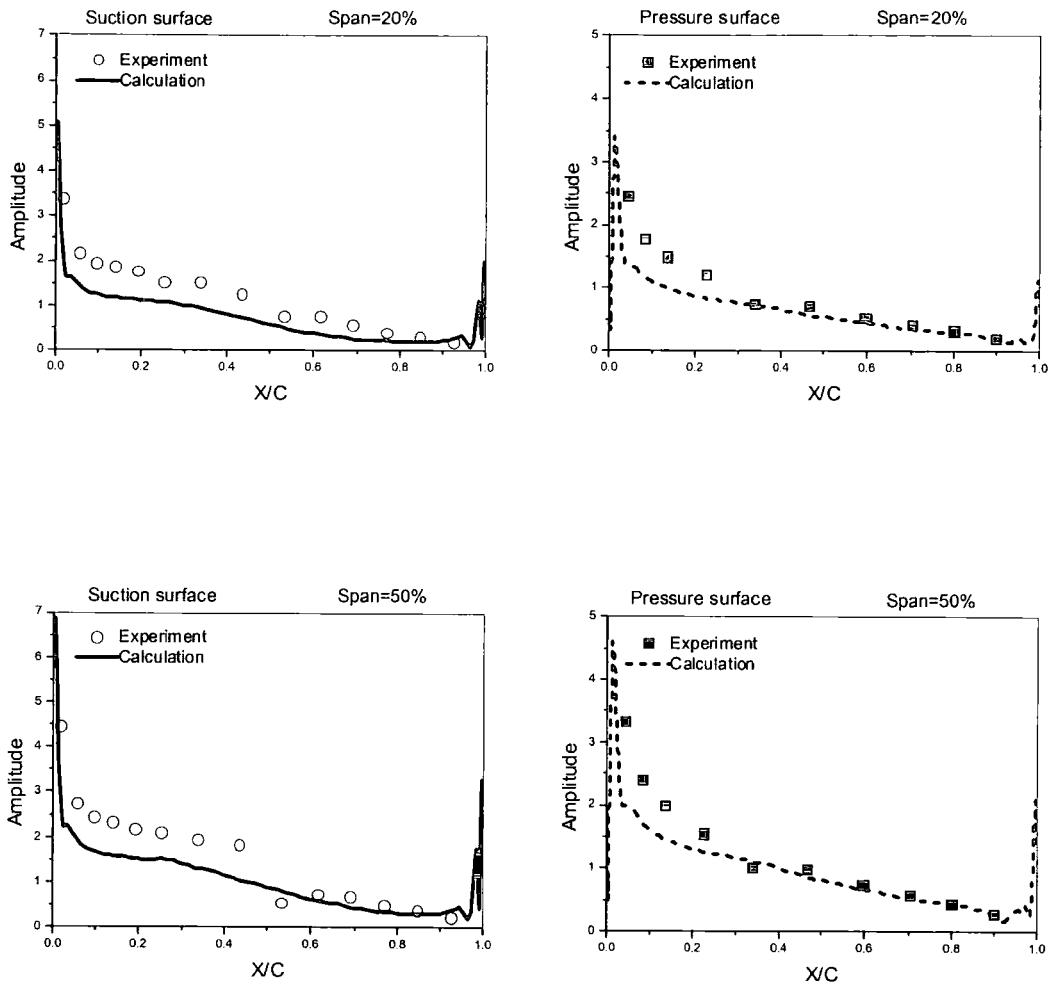 Suction surface Span=20%
7
6
5
4
3
2
1
0
Amplitude
Experiment
Calculation
0.0 0.2 0.4 0.6 0.8 1.0
X/C
Pressure surface Span=20%
5
4
3
2
1
0
Amplitude
Experiment
Calculation
0.0 0.2 0.4 0.6 0.8 1.0
X/C
Suction surface Span=50%
7
6
5
4
3
2
1
0
Amplitude
Experiment
Calculation
0.0 0.2 0.4 0.6 0.8 1.0
X/C
Pressure surface Span=50%
5
4
3
2
1
0
Amplitude
Experiment
Calculation
0.0 0.2 0.4 0.6 0.8 1.0
X/C